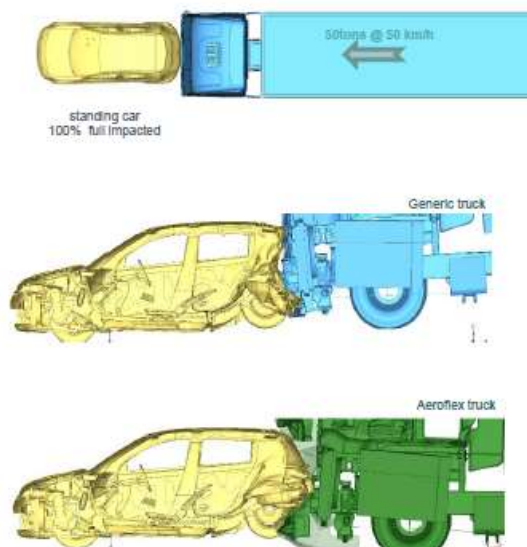 50tons @ 50 km/h
standing car
100% full impacted
Generic truck
Aeroflex truck